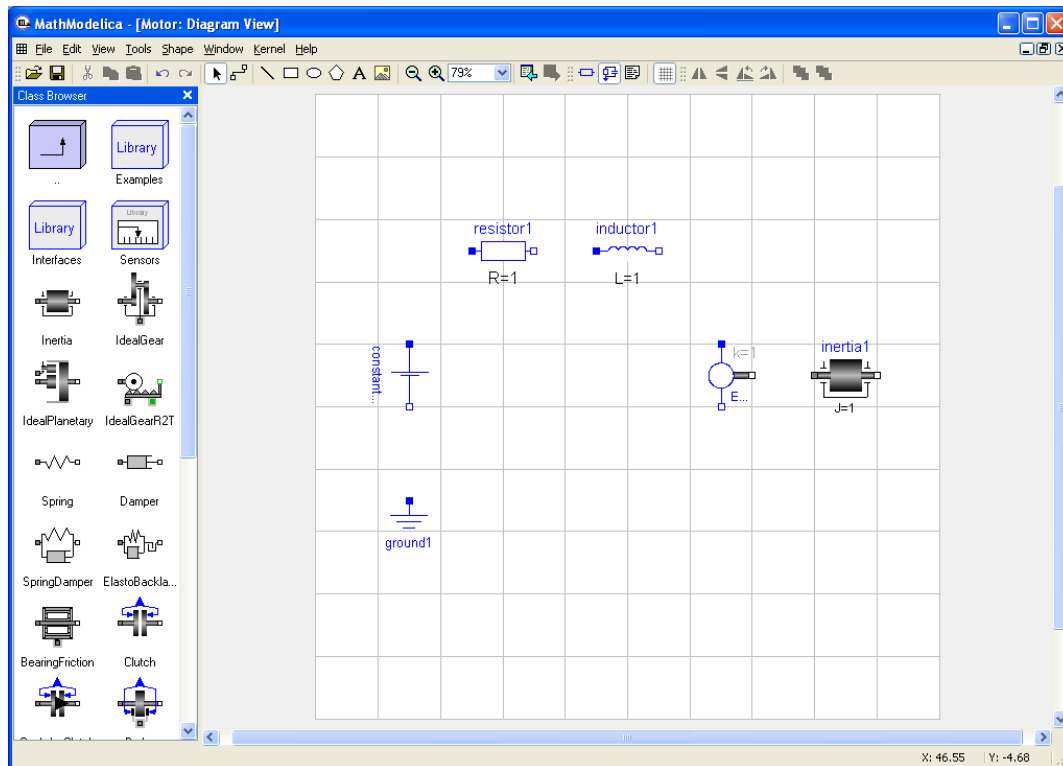 MathModelica - [Motor: Diagram View]
File Edit View Tools Shape Window Kernel Help
A 79%
Class Browser
Library
.. Examples
Library Library
Interfaces Sensors
Inertia IdealGear
IdealPlanetary IdealGearR2T
Spring Damper
SpringDamper ElastoBackla...
BearingFriction Clutch
resistor1 inductor1
R=1 L=1
constant...
k=1
E...
inertia1
J=1
ground1
X: 46.55 Y: -4.68